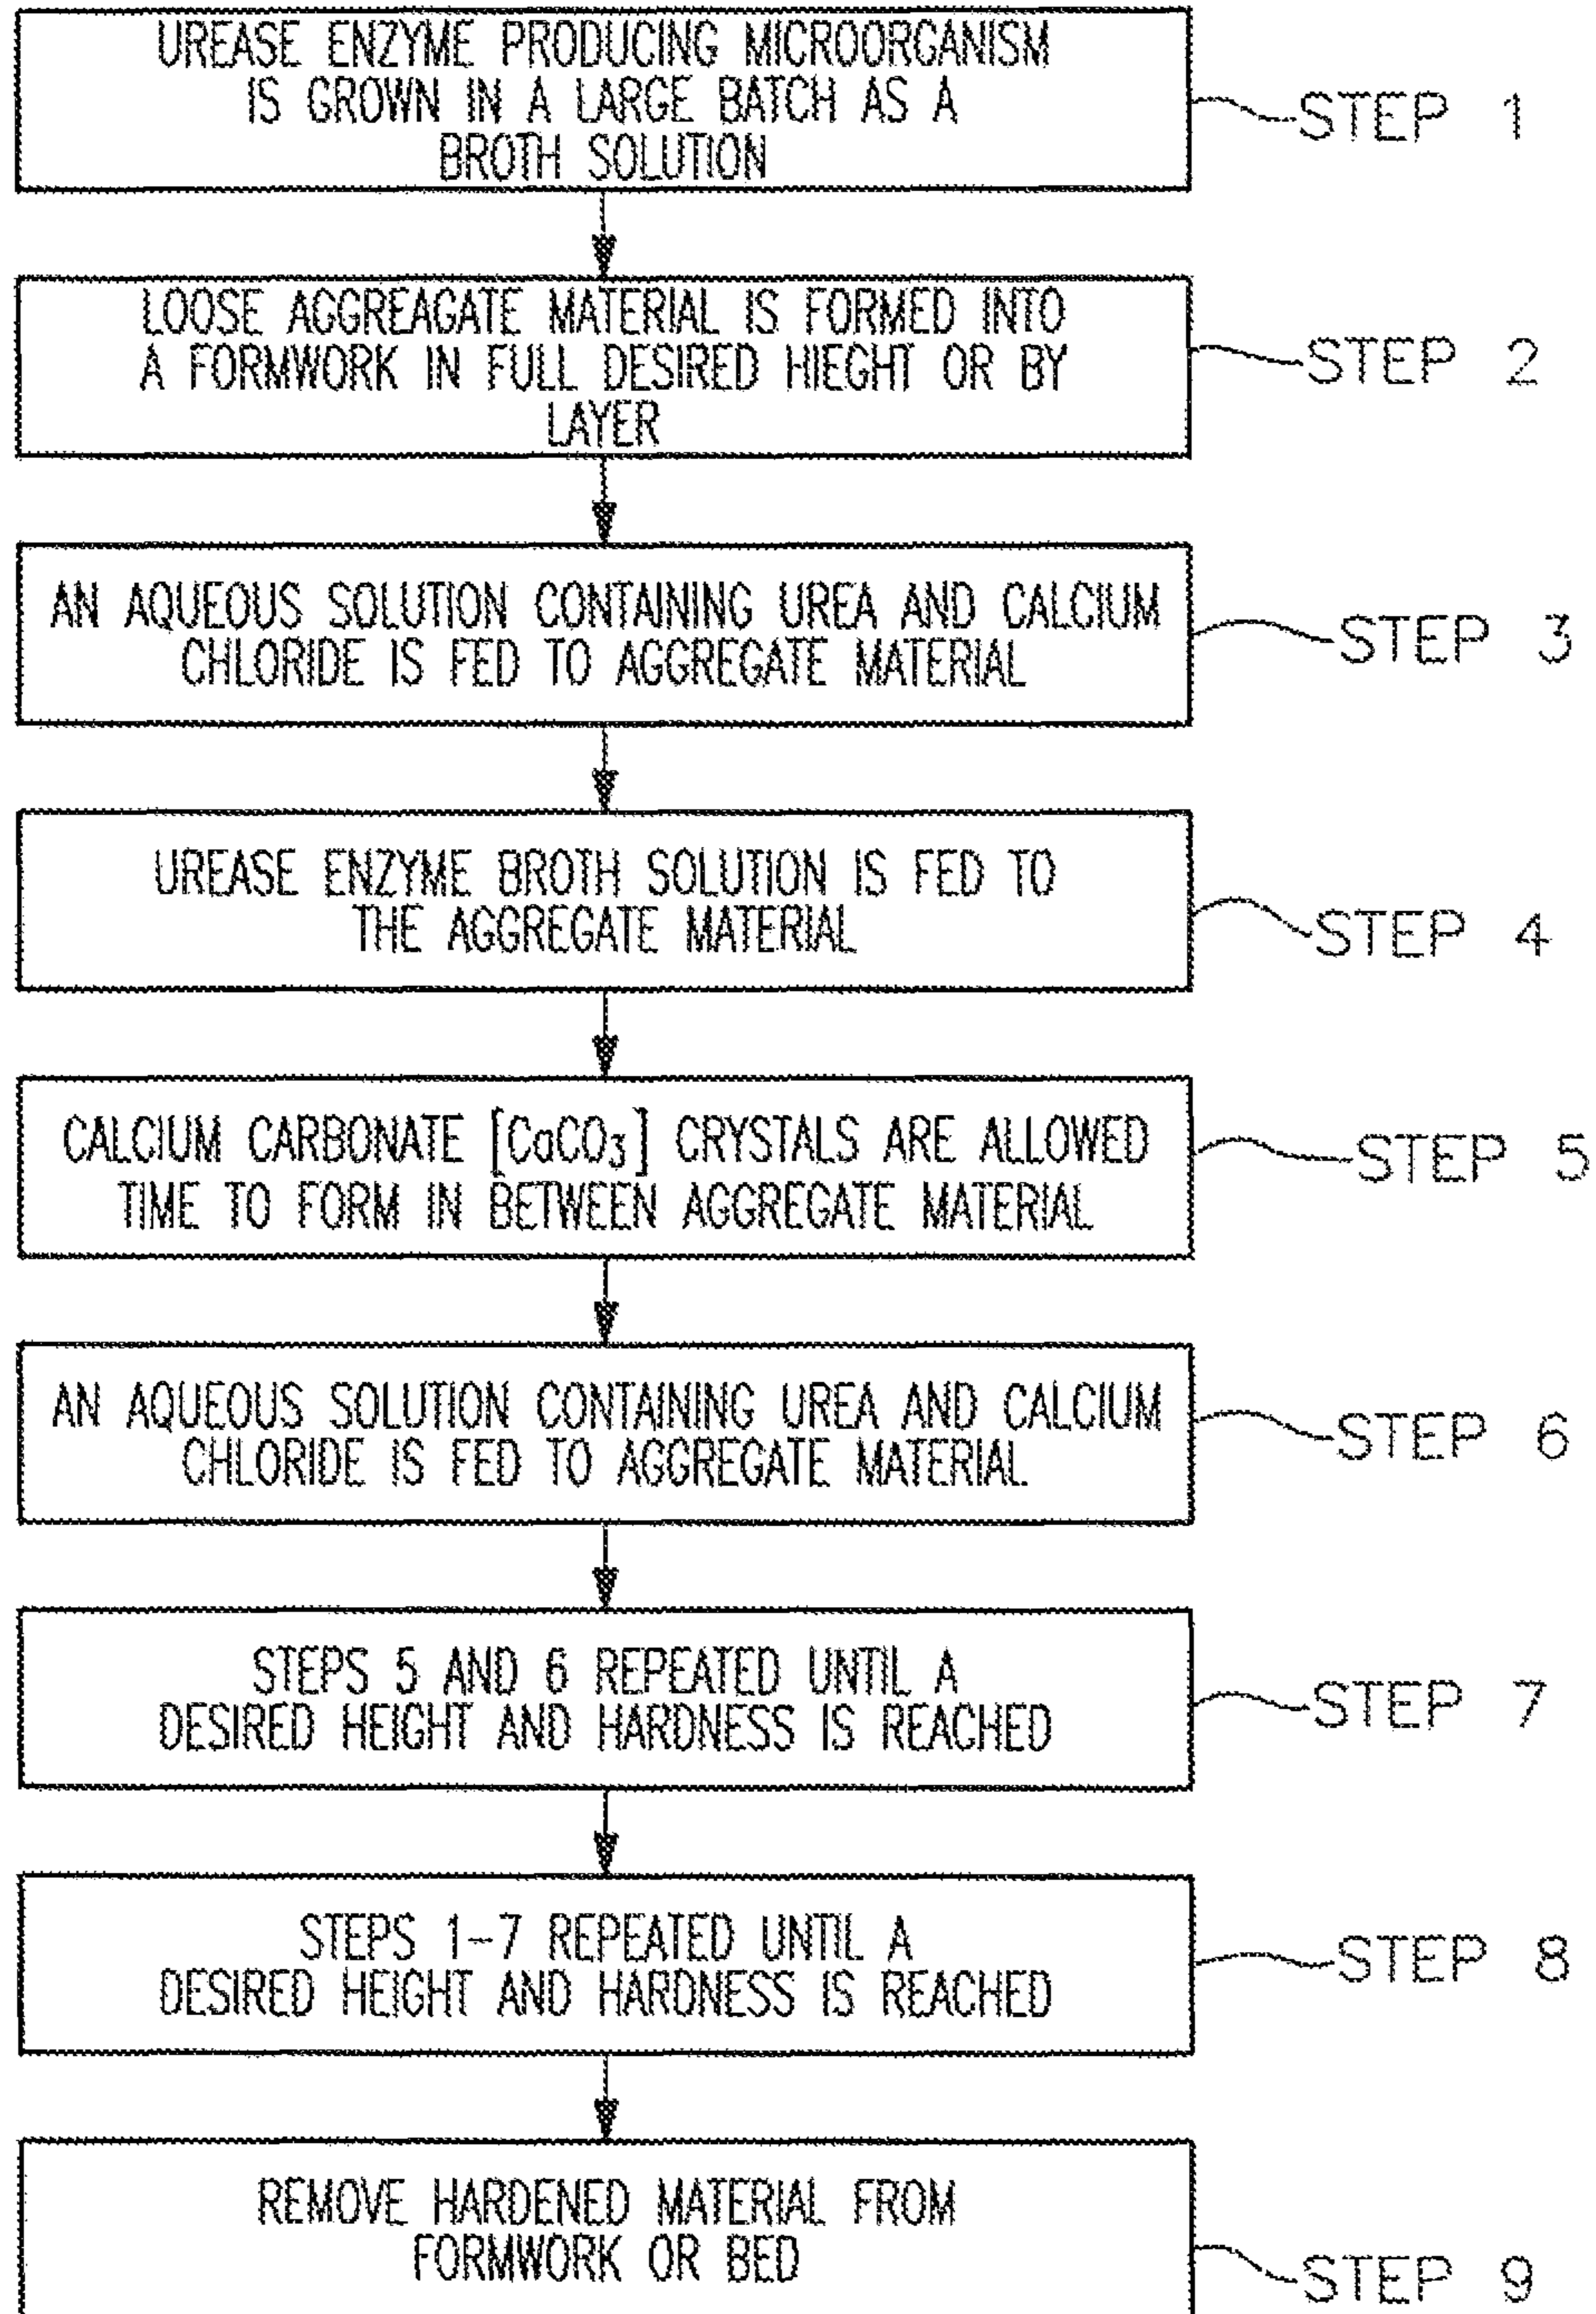 UREASE ENZYME PRODUCING MICROORGANISM
IS GROWN IN A LARGE BATCH AS A
BROTH SOLUTION
STEP 1
LOOSE AGGREAGATE MATERIAL IS FORMED INTO
A FORMWORK IN FULL DESIRED HIEGHT OR BY
LAYER
STEP 2
AN AQUEOUS SOLUTION CONTAINING UREA AND CALCIUM
CHLORIDE IS FED TO AGGREGATE MATERIAL
STEP 3
UREASE ENZYME BROTH SOLUTION IS FED TO
THE AGGREGATE MATERIAL
STEP 4
CALCIUM CARBONATE [CaCO₃] CRYSTALS ARE ALLOWED
TIME TO FORM IN BETWEEN AGGREGATE MATERIAL
STEP 5
AN AQUEOUS SOLUTION CONTAINING UREA AND CALCIUM
CHLORIDE IS FED TO AGGREGATE MATERIAL
STEP 6
STEPS 5 AND 6 REPEATED UNTIL A
DESIRED HEIGHT AND HARDNESS IS REACHED
STEP 7
STEPS 1-7 REPEATED UNTIL A
DESIRED HEIGHT AND HARDNESS IS REACHED
STEP 8
REMOVE HARDENED MATERIAL FROM
FORMWORK OR BED
STEP 9